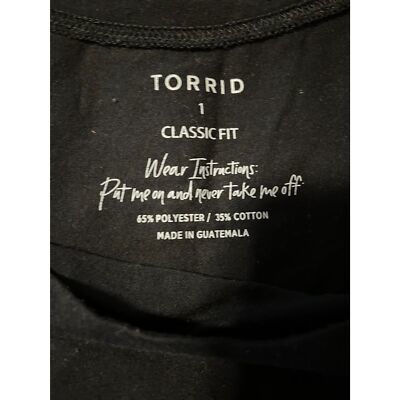 TORRID
1
CLASSIC FIT
Wear Instructions:
Put me on and never take me off.
65% POLYESTER / 35% COTTON
MADE IN GUATEMALA